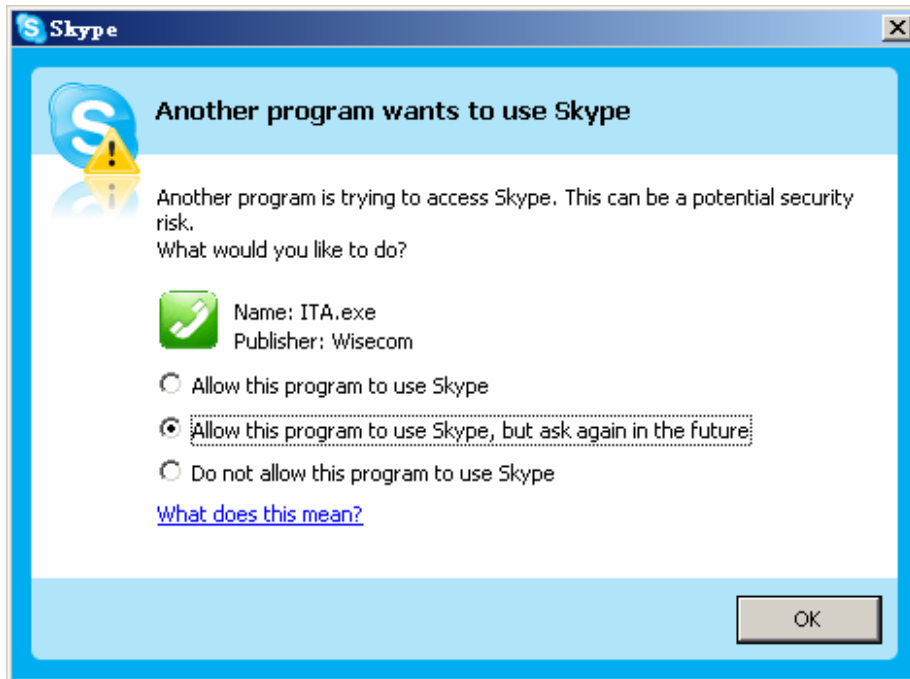 Skype
Another program wants to use Skype
Another program is trying to access Skype. This can be a potential security
risk.
What would you like to do?
Name: ITA.exe
Publisher: Wisecom
Allow this program to use Skype
Allow this program to use Skype, but ask again in the future
Do not allow this program to use Skype
What does this mean?
OK